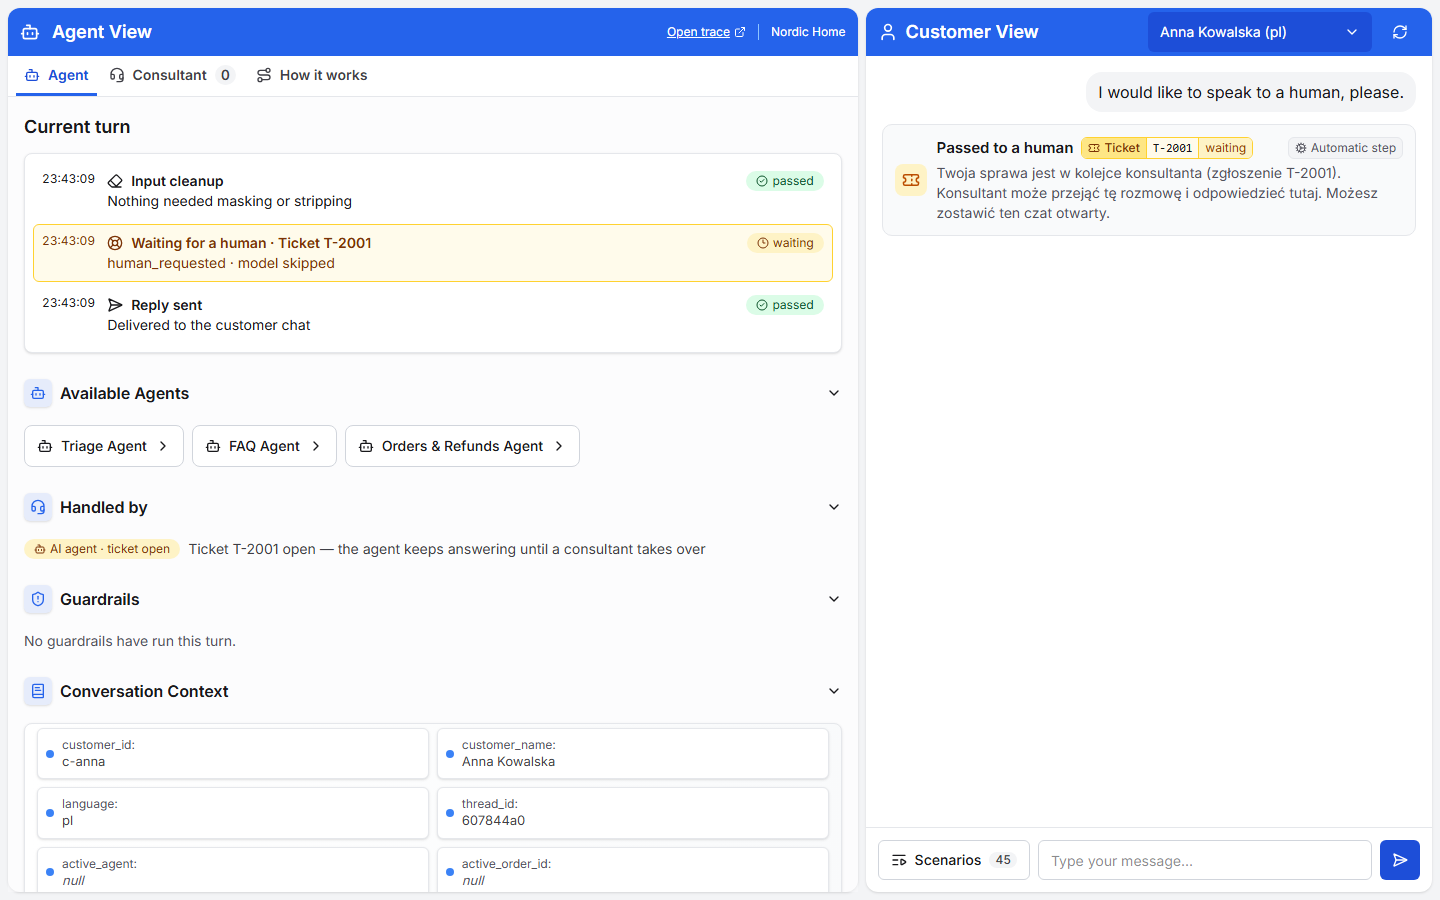 Agent View
Open trace
Nordic Home
Agent
Consultant 0
How it works
Current turn
23:43:09 Input cleanup passed
Nothing needed masking or stripping
23:43:09 Waiting for a human · Ticket T-2001 waiting
human_requested · model skipped
23:43:09 Reply sent passed
Delivered to the customer chat
Available Agents
Triage Agent
FAQ Agent
Orders & Refunds Agent
Handled by
AI agent · ticket open Ticket T-2001 open — the agent keeps answering until a consultant takes over
Guardrails
No guardrails have run this turn.
Conversation Context
customer_id:
c-anna
customer_name:
Anna Kowalska
language:
pl
thread_id:
607844a0
active_agent:
null
active_order_id:
null
Customer View
Anna Kowalska (pl)
I would like to speak to a human, please.
Passed to a human Ticket T-2001 waiting Automatic step
Twoja sprawa jest w kolejce konsultanta (zgłoszenie T-2001).
Konsultant może przejąć tę rozmowę i odpowiedzieć tutaj. Możesz
zostawić ten czat otwarty.
Scenarios 45
Type your message...